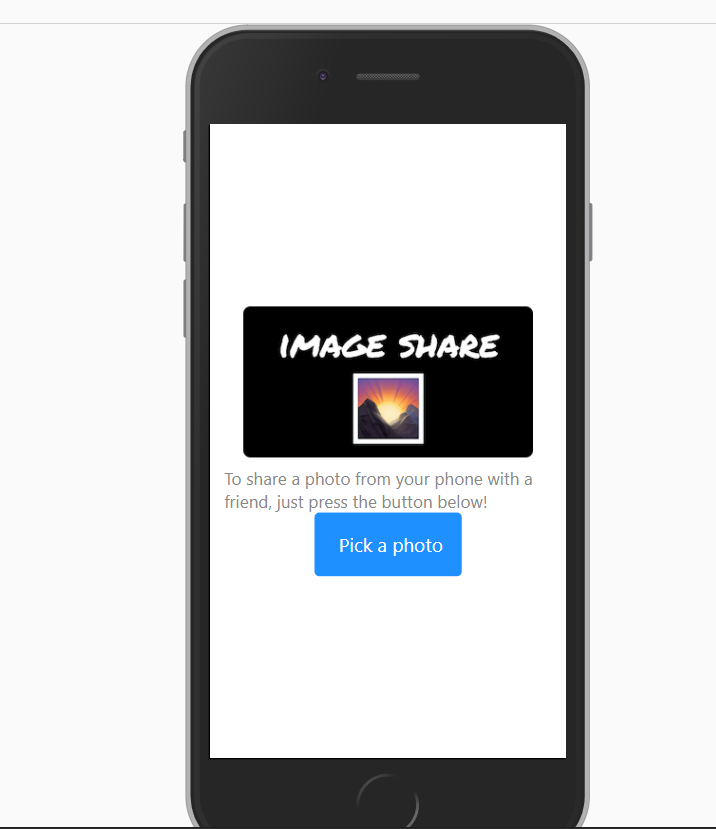 IMAGE SHARE
To share a photo from your phone with a
friend, just press the button below!
Pick a photo